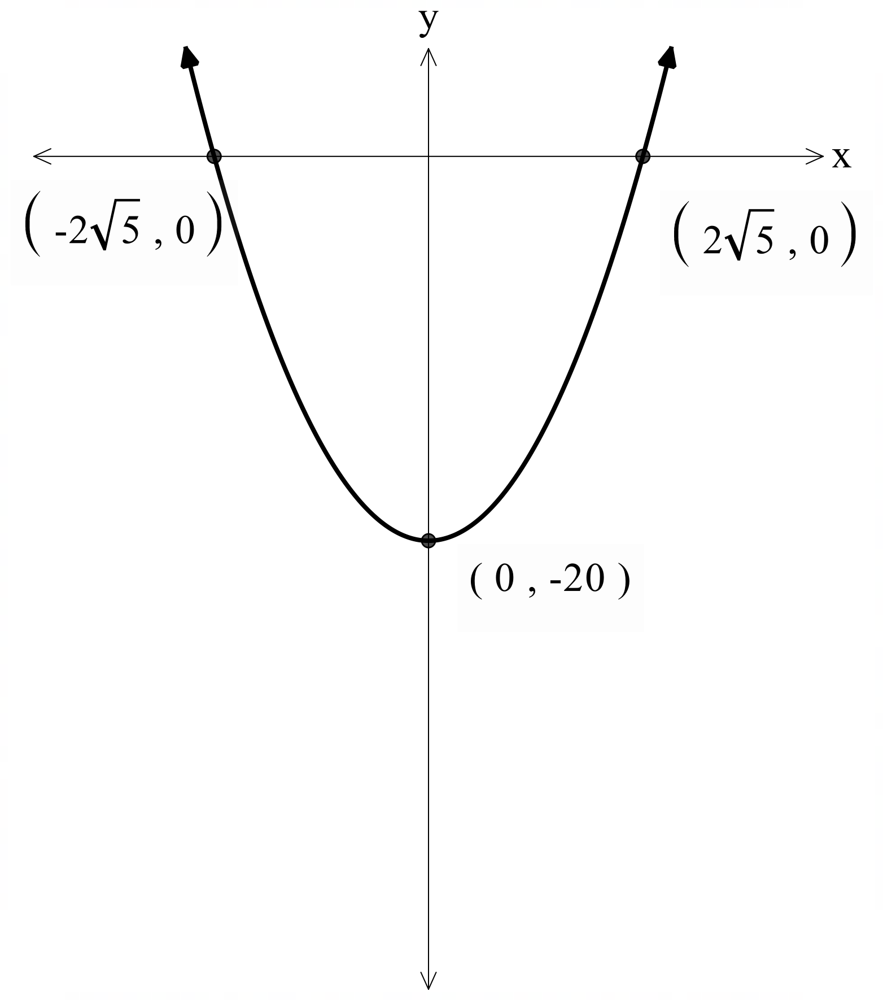 y
x
( -2√5 , 0 )
( 2√5 , 0 )
( 0 , -20 )